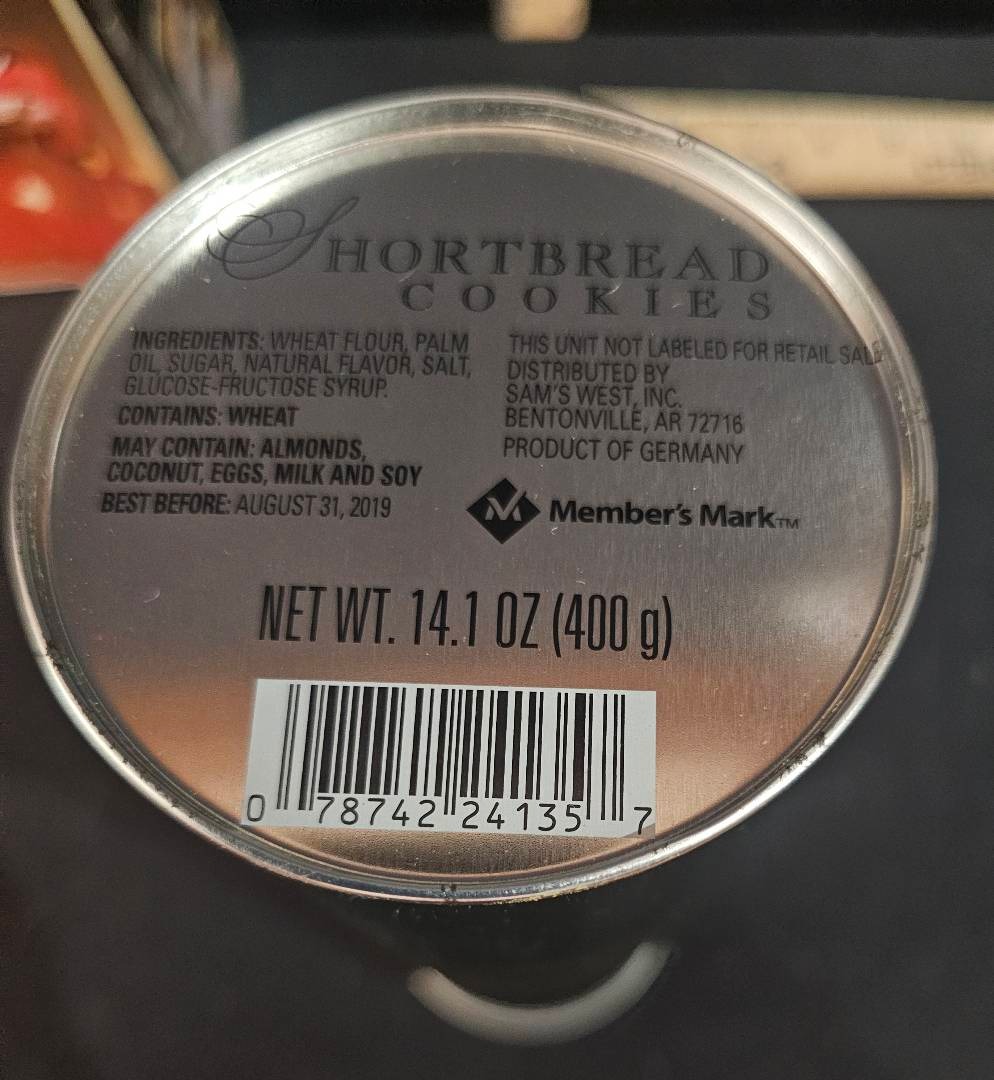 SHORTBREAD
COOKIES
INGREDIENTS: WHEAT FLOUR, PALM
OIL, SUGAR, NATURAL FLAVOR, SALT,
GLUCOSE-FRUCTOSE SYRUP.
CONTAINS: WHEAT
MAY CONTAIN: ALMONDS,
COCONUT, EGGS, MILK AND SOY
BEST BEFORE: AUGUST 31, 2019
THIS UNIT NOT LABELED FOR RETAIL SALE
DISTRIBUTED BY
SAM'S WEST, INC.
BENTONVILLE, AR 72716
PRODUCT OF GERMANY
Member's Mark™
NET WT. 14.1 OZ (400 g)
0 78742 24135 7